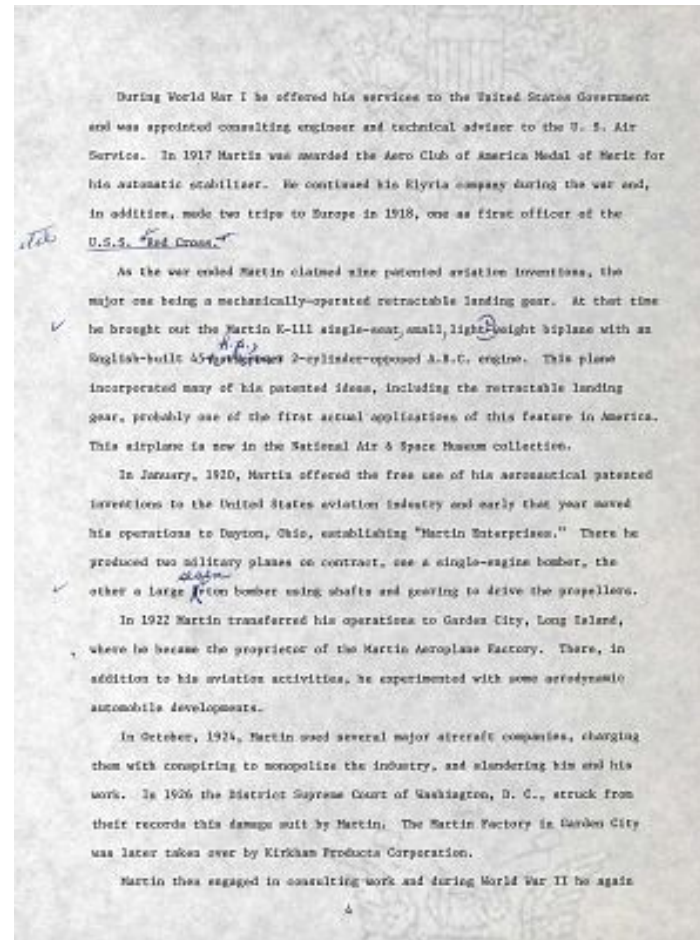 During World War I he offered his services to the United States Government
and was appointed consulting engineer and technical advisor to the U. S. Air
Service. In 1917 Martin was awarded the Aero Club of America Medal of Merit for
his automatic stabilizer. He continued his Elyria company during the war and,
in addition, made two trips to Europe in 1918, one as first officer of the
U.S.S. "Red Cross."
As the war ended Martin claimed nine patented aviation inventions, the
major one being a mechanically-operated retractable landing gear. At that time
he brought out the Martin K-III single-seat, small, light-weight biplane with an
h.p.,
English-built 45 2-cylinder-opposed A.B.C. engine. This plane
incorporated many of his patented ideas, including the retractable landing
gear, probably one of the first actual applications of this feature in America.
This airplane is now in the National Air & Space Museum collection.
In January, 1920, Martin offered the free use of his aeronautical patented
inventions to the United States aviation industry and early that year moved
his operations to Dayton, Ohio, establishing "Martin Enterprises." There he
produced two military planes on contract, one a single-engine bomber, the
other a large bomber using shafts and gearing to drive the propellers.
In 1922 Martin transferred his operations to Garden City, Long Island,
where he became the proprietor of the Martin Aeroplane Factory. There, in
addition to his aviation activities, he experimented with some aerodynamic
automobile developments.
In October, 1924, Martin sued several major aircraft companies, charging
them with conspiring to monopolize the industry, and slandering him and his
work. In 1926 the District Supreme Court of Washington, D. C., struck from
their records this damage suit by Martin. The Martin Factory in Garden City
was later taken over by Kirkham Products Corporation.
Martin then engaged in consulting work and during World War II he again